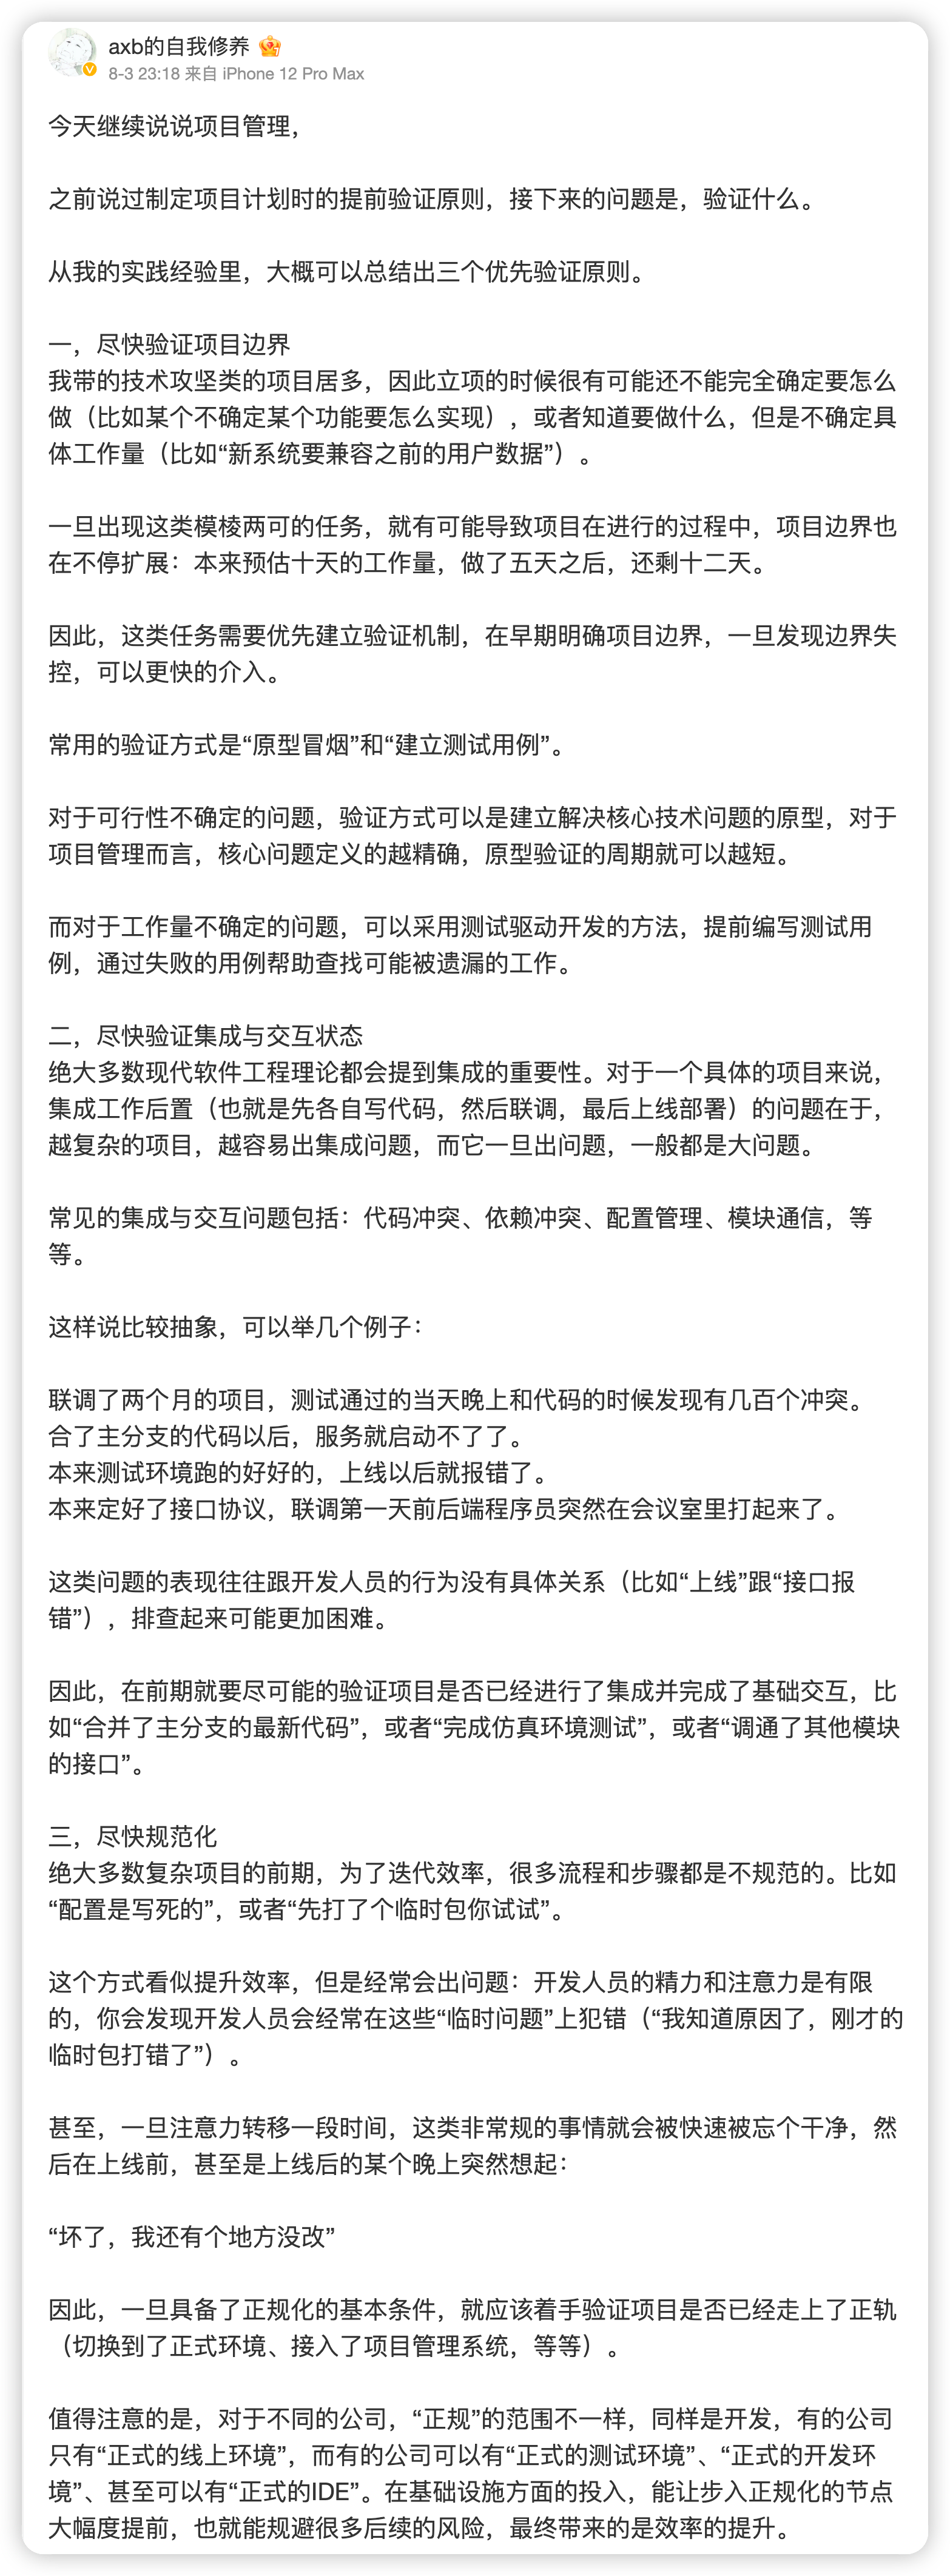 axb的自我修养
8-3 23:18 来自 iPhone 12 Pro Max
今天继续说说项目管理，
之前说过制定项目计划时的提前验证原则，接下来的问题是，验证什么。
从我的实践经验里，大概可以总结出三个优先验证原则。
一，尽快验证项目边界
我带的技术攻坚类的项目居多，因此立项的时候很有可能还不能完全确定要怎么
做（比如某个不确定某个功能要怎么实现），或者知道要做什么，但是不确定具
体工作量（比如“新系统要兼容之前的用户数据”）。
一旦出现这类模棱两可的任务，就有可能导致项目在进行的过程中，项目边界也
在不停扩展：本来预估十天的工作量，做了五天之后，还剩十二天。
因此，这类任务需要优先建立验证机制，在早期明确项目边界，一旦发现边界失
控，可以更快的介入。
常用的验证方式是“原型冒烟”和“建立测试用例”。
对于可行性不确定的问题，验证方式可以是建立解决核心技术问题的原型，对于
项目管理而言，核心问题定义的越精确，原型验证的周期就可以越短。
而对于工作量不确定的问题，可以采用测试驱动开发的方法，提前编写测试用
例，通过失败的用例帮助查找可能被遗漏的工作。
二，尽快验证集成与交互状态
绝大多数现代软件工程理论都会提到集成的重要性。对于一个具体的项目来说，
集成工作后置（也就是先各自写代码，然后联调，最后上线部署）的问题在于，
越复杂的项目，越容易出集成问题，而它一旦出问题，一般都是大问题。
常见的集成与交互问题包括：代码冲突、依赖冲突、配置管理、模块通信，等
等。
这样说比较抽象，可以举几个例子：
联调了两个月的项目，测试通过的当天晚上和代码的时候发现有几百个冲突。
合了主分支的代码以后，服务就启动不了了。
本来测试环境跑的好好的，上线以后就报错了。
本来定好了接口协议，联调第一天前后端程序员突然在会议室里打起来了。
这类问题的表现往往跟开发人员的行为没有具体关系（比如“上线”跟“接口报
错”），排查起来可能更加困难。
因此，在前期就要尽可能的验证项目是否已经进行了集成并完成了基础交互，比
如“合并了主分支的最新代码”，或者“完成仿真环境测试”，或者“调通了其他模块
的接口”。
三，尽快规范化
绝大多数复杂项目的前期，为了迭代效率，很多流程和步骤都是不规范的。比如
“配置是写死的”，或者“先打了个临时包你试试”。
这个方式看似提升效率，但是经常会出问题：开发人员的精力和注意力是有限
的，你会发现开发人员会经常在这些“临时问题”上犯错（“我知道原因了，刚才的
临时包打错了”）。
甚至，一旦注意力转移一段时间，这类非常规的事情就会被快速被忘个干净，然
后在上线前，甚至是上线后的某个晚上突然想起：
“坏了，我还有个地方没改”
因此，一旦具备了正规化的基本条件，就应该着手验证项目是否已经走上了正轨
（切换到了正式环境、接入了项目管理系统，等等）。
值得注意的是，对于不同的公司，“正规”的范围不一样，同样是开发，有的公司
只有“正式的线上环境”，而有的公司可以有“正式的测试环境”、“正式的开发环
境”、甚至可以有“正式的IDE”。在基础设施方面的投入，能让步入正规化的节点
大幅度提前，也就能规避很多后续的风险，最终带来的是效率的提升。